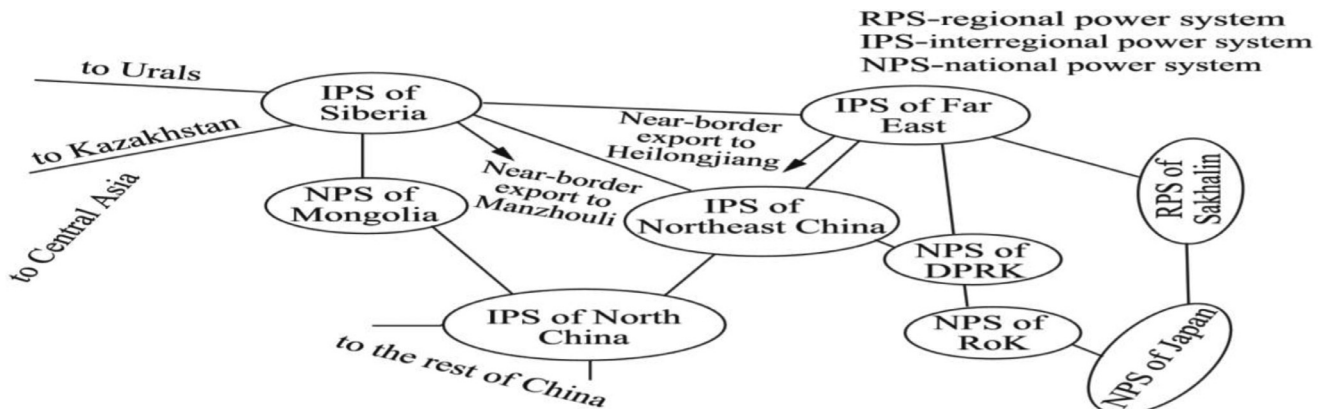 RPS-regional power system
IPS-interregional power system
NPS-national power system
to Urals
IPS of
Siberia
IPS of Far
East
to Kazakhstan
Near-border
export to
Heilongjiang
to Central Asia
NPS of
Mongolia
Near-border
export to
Manzhouli
IPS of
Northeast China
RPS of
Sakhalin
NPS of
DPRK
IPS of North
China
NPS of
RoK
NPS of Japan
to the rest of China